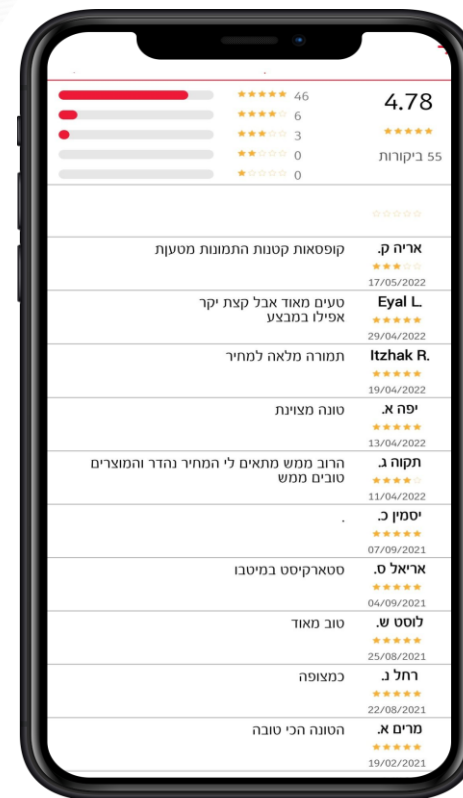 4.78
55 ביקורות
46
6
3
0
0
אריה ק.
17/05/2022
קופסאות קטנות התמונות מטעןת
Eyal L.
29/04/2022
טעים מאוד אבל קצת יקר
אפילו במבצע
Itzhak R.
19/04/2022
תמורה מלאה למחיר
יפה א.
13/04/2022
טונה מצוינת
תקוה ג.
11/04/2022
הרוב ממש מתאים לי המחיר נהדר והמוצרים
טובים ממש
יסמין כ.
07/09/2021
.
אריאל ס.
04/09/2021
סטארקיסט במיטבו
לוסט ש.
25/08/2021
טוב מאוד
רחל נ.
22/08/2021
כמצופה
מרים א.
19/02/2021
הטונה הכי טובה